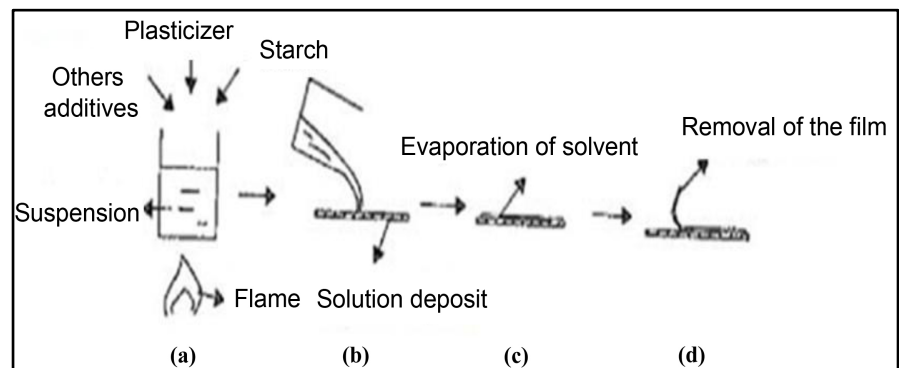 Plasticizer
Starch
Others
additives
Evaporation of solvent
Removal of the film
Suspension
Flame
Solution deposit
(a)
(b)
(c)
(d)